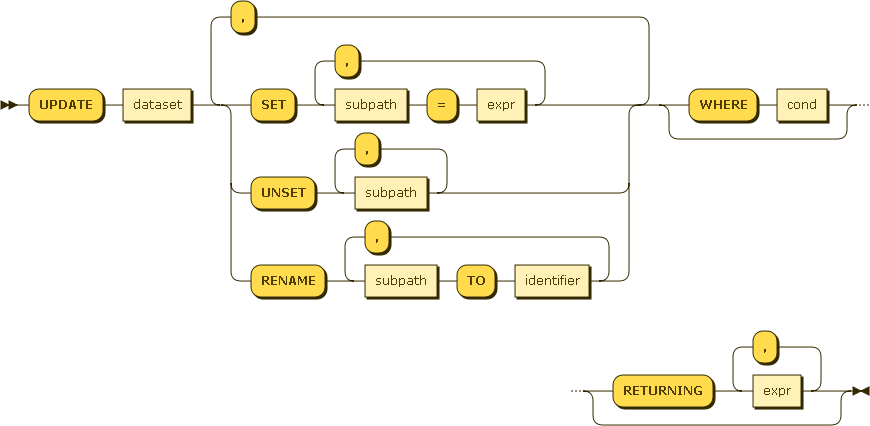 ,
,
UPDATE dataset SET subpath = expr WHERE cond
,
UNSET subpath
,
RENAME subpath TO identifier
,
RETURNING expr